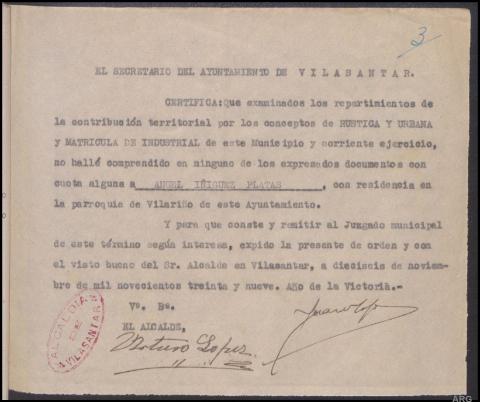 3
EL SECRETARIO DEL AYUNTAMIENTO DE V I L A S A N T A R.
CERTIFICA:Que examinados los repartimientos de
la contribución territorial por los conceptos de RUSTICA Y URBANA
y MATRICULA DE INDUSTRIAL de este Municipio y corriente ejercicio,
no hallé comprendido en ninguno de los expresados documentos con
cuota alguna a ANGEL IÑIGUEZ PLATAS , con residencia en
la parroquia de Vilariño de este Ayuntamiento.
Y para que conste y remitir al Juzgado municipal
de este término según interesa, expido la presente de orden y con
el visto bueno del Sr. Alcalde en Vilasantar, a dieciseis de noviem-
bre de mil novecientos treinta y nueve. Año de la Victoria.-
Vº. Bº.
EL ALCALDE,
Arturo Lopez
ALCALDIA
VILASANTAR
ARG